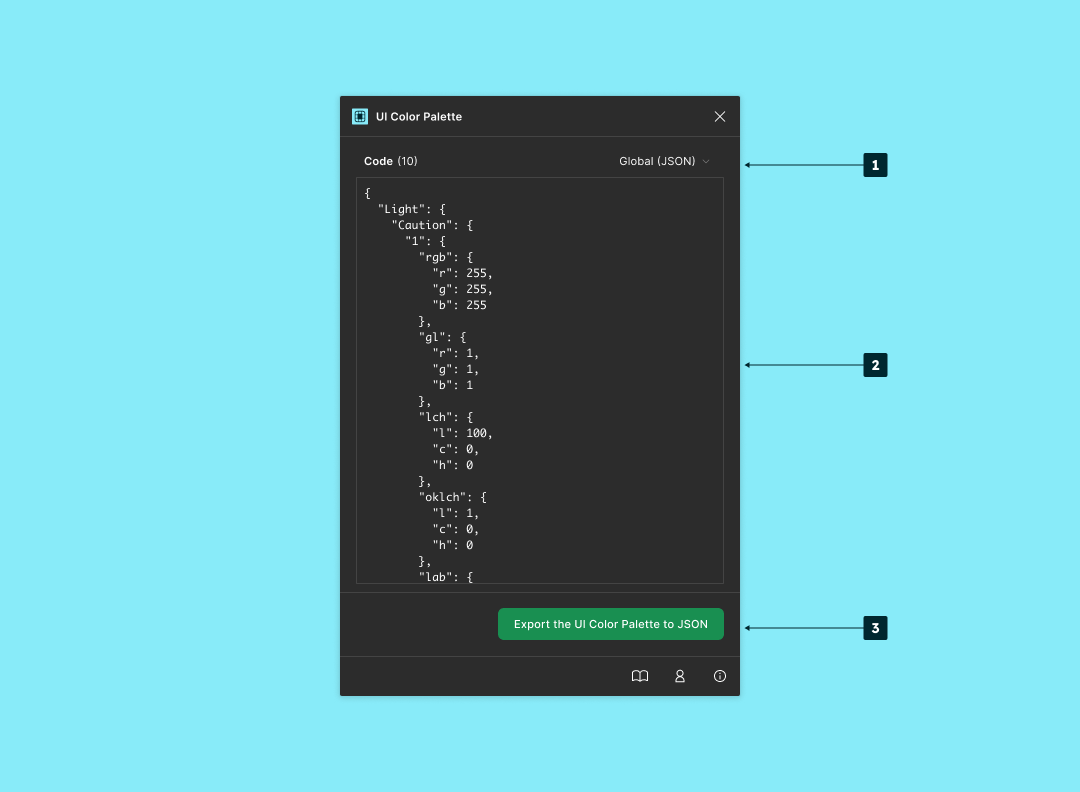 UI Color Palette
Code (10) Global (JSON)
1
{
  "Light": {
    "Caution": {
      "1": {
        "rgb": {
          "r": 255,
          "g": 255,
          "b": 255
        },
        "gl": {
          "r": 1,
          "g": 1,
          "b": 1
        },
        "lch": {
          "l": 100,
          "c": 0,
          "h": 0
        },
        "oklch": {
          "l": 1,
          "c": 0,
          "h": 0
        },
        "lab": {
2
Export the UI Color Palette to JSON
3